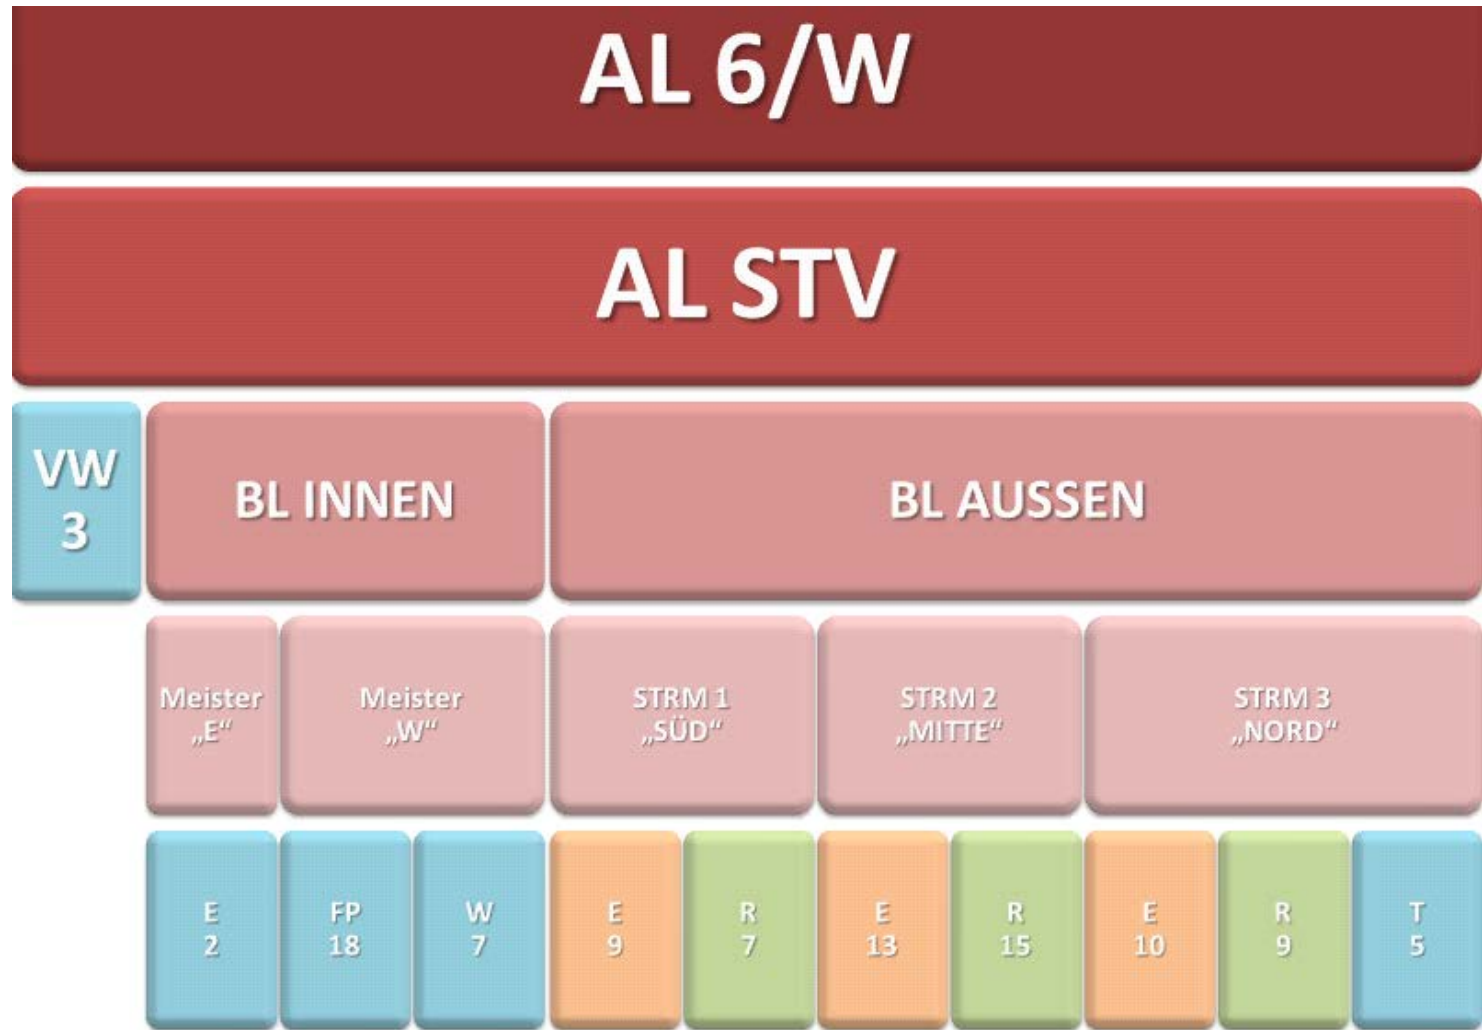 AL 6/W
AL STV
VW
3
BL INNEN
BL AUSSEN
Meister
„E“
Meister
„W“
STRM 1
„SÜD“
STRM 2
„MITTE“
STRM 3
„NORD“
E
2
FP
18
W
7
E
9
R
7
E
13
R
15
E
10
R
9
T
5